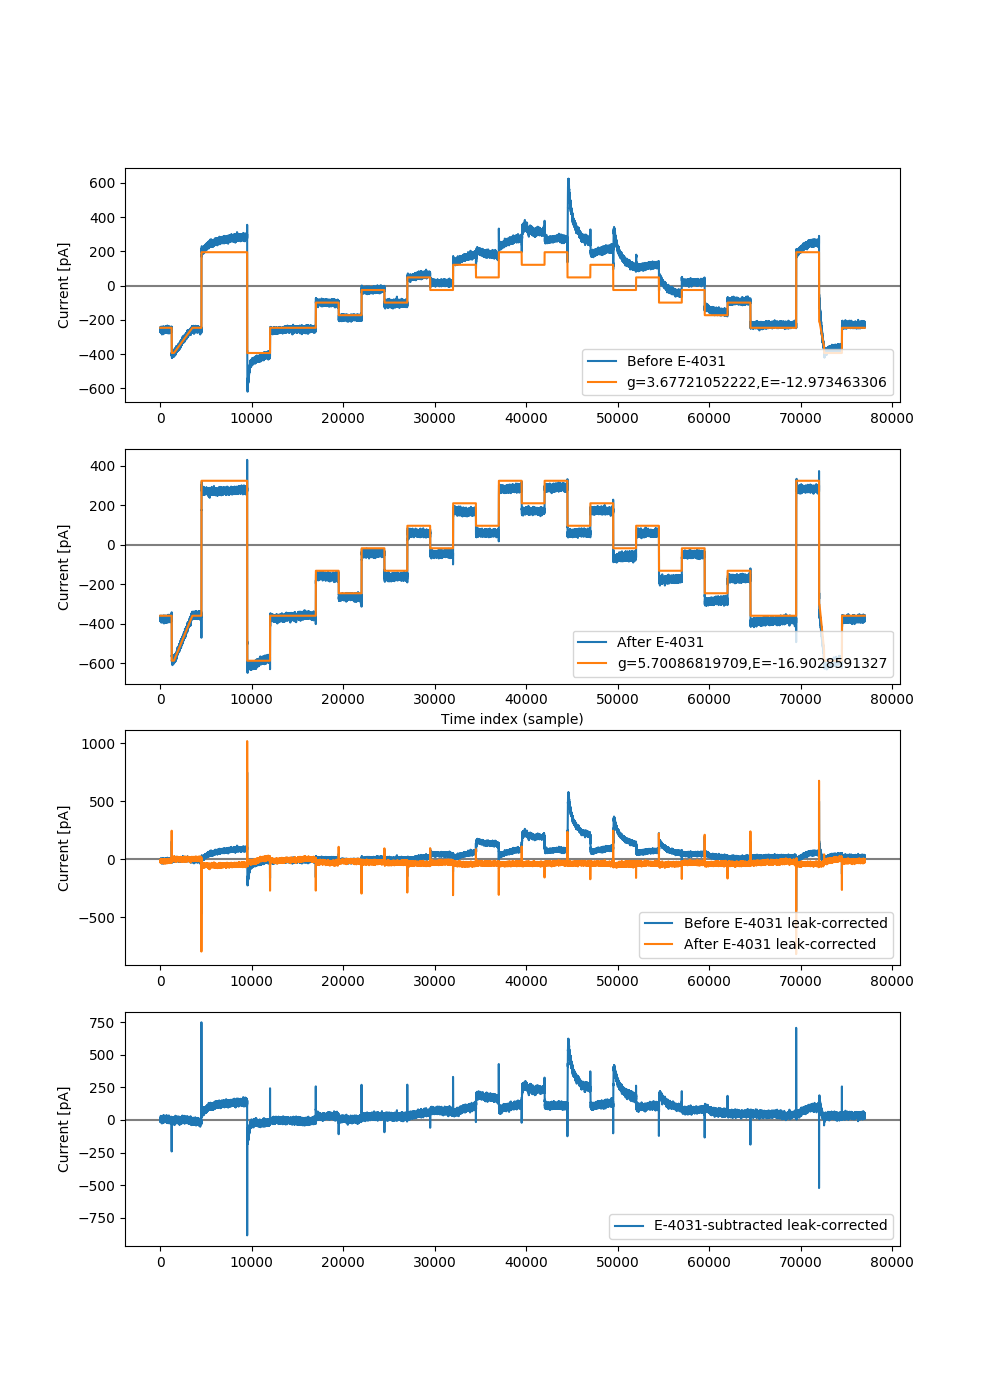 600
400
200
0
−200
−400
−600
Current [pA]
Before E-4031
g=3.67721052222,E=-12.973463306
0 10000 20000 30000 40000 50000 60000 70000 80000
400
200
0
−200
−400
−600
Current [pA]
After E-4031
g=5.70086819709,E=-16.9028591327
0 10000 20000 30000 40000 50000 60000 70000 80000
Time index (sample)
1000
500
0
−500
Current [pA]
Before E-4031 leak-corrected
After E-4031 leak-corrected
0 10000 20000 30000 40000 50000 60000 70000 80000
750
500
250
0
−250
−500
−750
Current [pA]
E-4031-subtracted leak-corrected
0 10000 20000 30000 40000 50000 60000 70000 80000